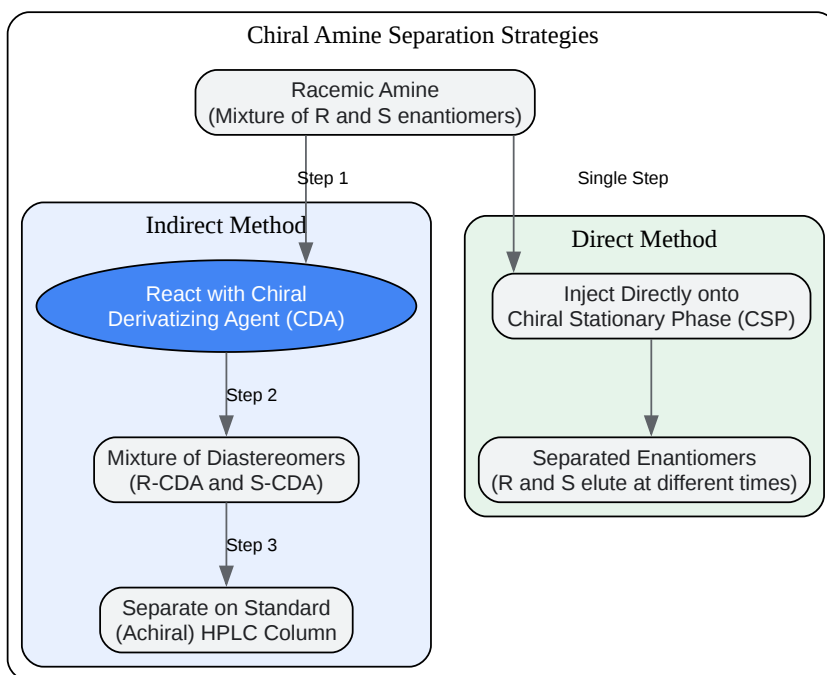 Chiral Amine Separation Strategies
Racemic Amine
(Mixture of R and S enantiomers)
Step 1
Single Step
Indirect Method
React with Chiral
Derivatizing Agent (CDA)
Step 2
Mixture of Diastereomers
(R-CDA and S-CDA)
Step 3
Separate on Standard
(Achiral) HPLC Column
Direct Method
Inject Directly onto
Chiral Stationary Phase (CSP)
Separated Enantiomers
(R and S elute at different times)